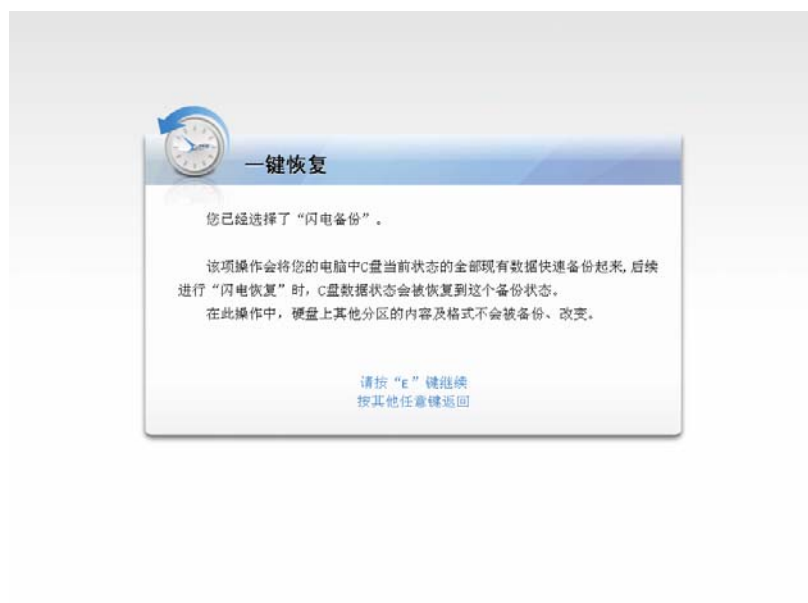 一键恢复
您已经选择了“闪电备份”。
该项操作会将您的电脑中C盘当前状态的全部现有数据快速备份起来,后续
进行“闪电恢复”时，C盘数据状态会被恢复到这个备份状态。
在此操作中，硬盘上其他分区的内容及格式不会被备份、改变。
请按“E”键继续
按其他任意键返回